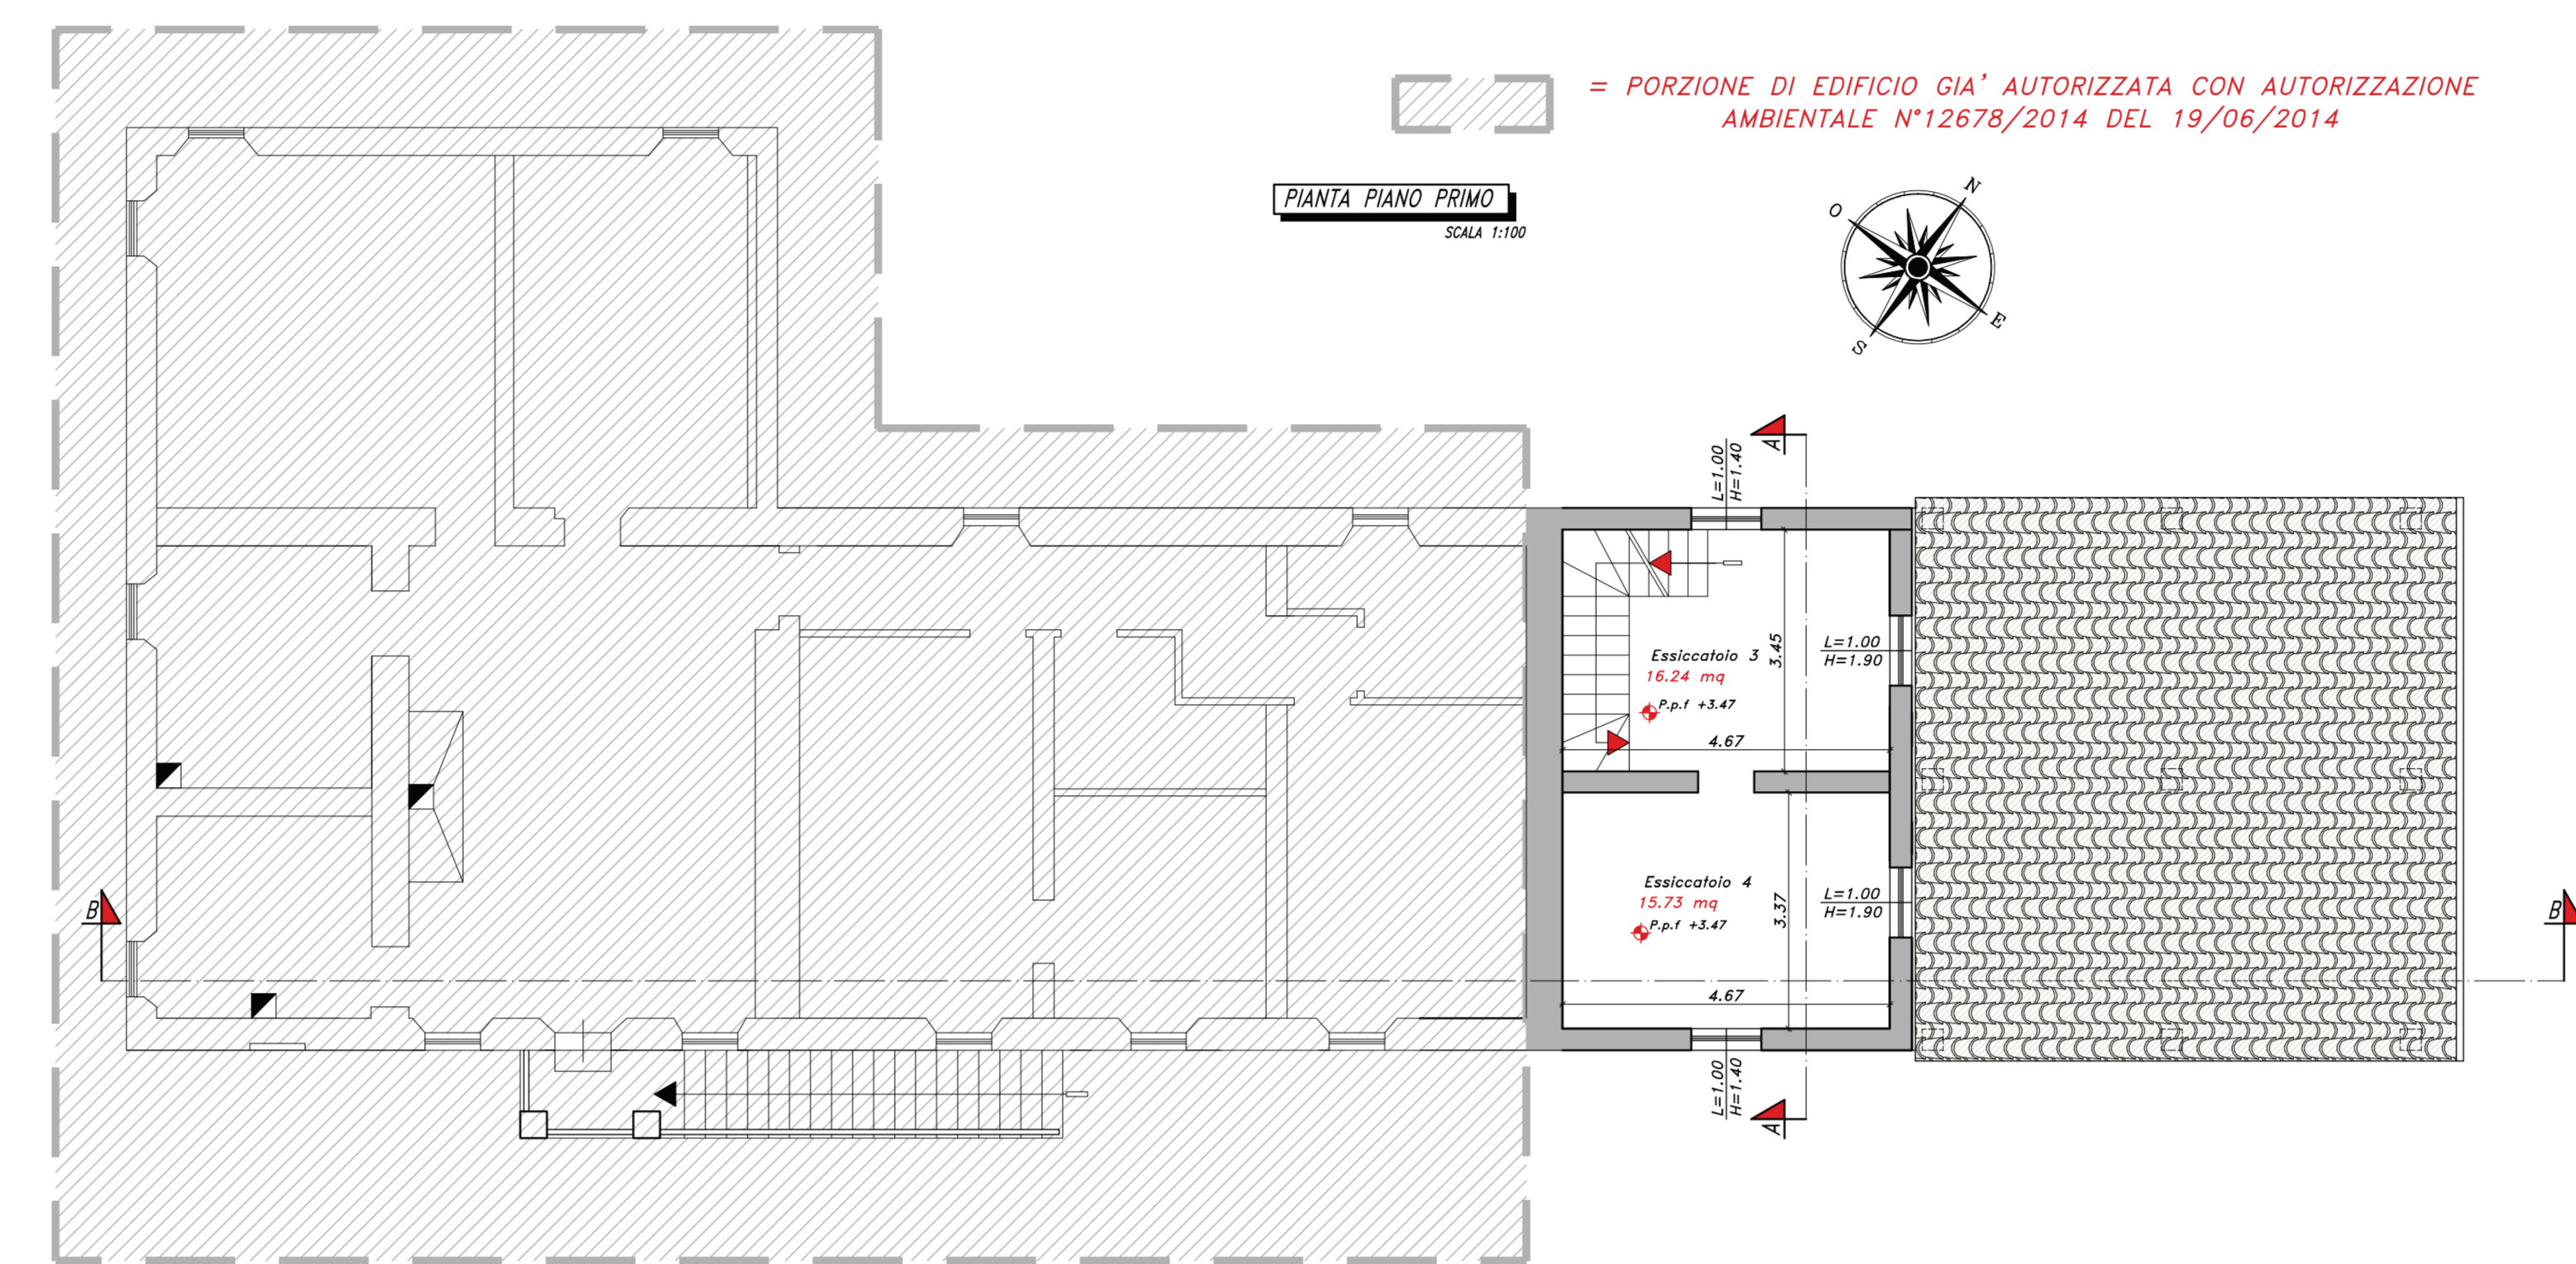 = PORZIONE DI EDIFICIO GIA' AUTORIZZATA CON AUTORIZZAZIONE
AMBIENTALE N°12678/2014 DEL 19/06/2014
PIANTA PIANO PRIMO
SCALA 1:100
N
O
E
S
A
L=1.00
H=1.40
Essiccatoio 3
16.24 mq
P.p.f +3.47
3.45
L=1.00
H=1.90
4.67
Essiccatoio 4
15.73 mq
P.p.f +3.47
3.37
L=1.00
H=1.90
B
B
4.67
L=1.00
H=1.40
A